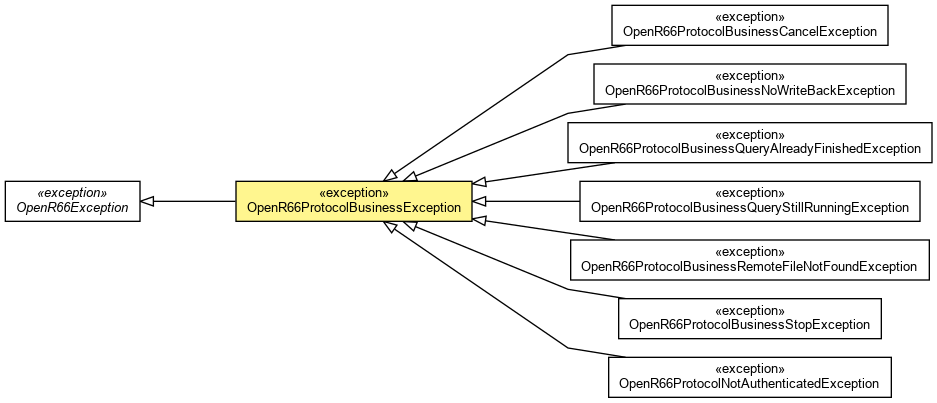 «exception»
OpenR66Exception
«exception»
OpenR66ProtocolBusinessException
«exception»
OpenR66ProtocolBusinessCancelException
«exception»
OpenR66ProtocolBusinessNoWriteBackException
«exception»
OpenR66ProtocolBusinessQueryAlreadyFinishedException
«exception»
OpenR66ProtocolBusinessQueryStillRunningException
«exception»
OpenR66ProtocolBusinessRemoteFileNotFoundException
«exception»
OpenR66ProtocolBusinessStopException
«exception»
OpenR66ProtocolNotAuthenticatedException